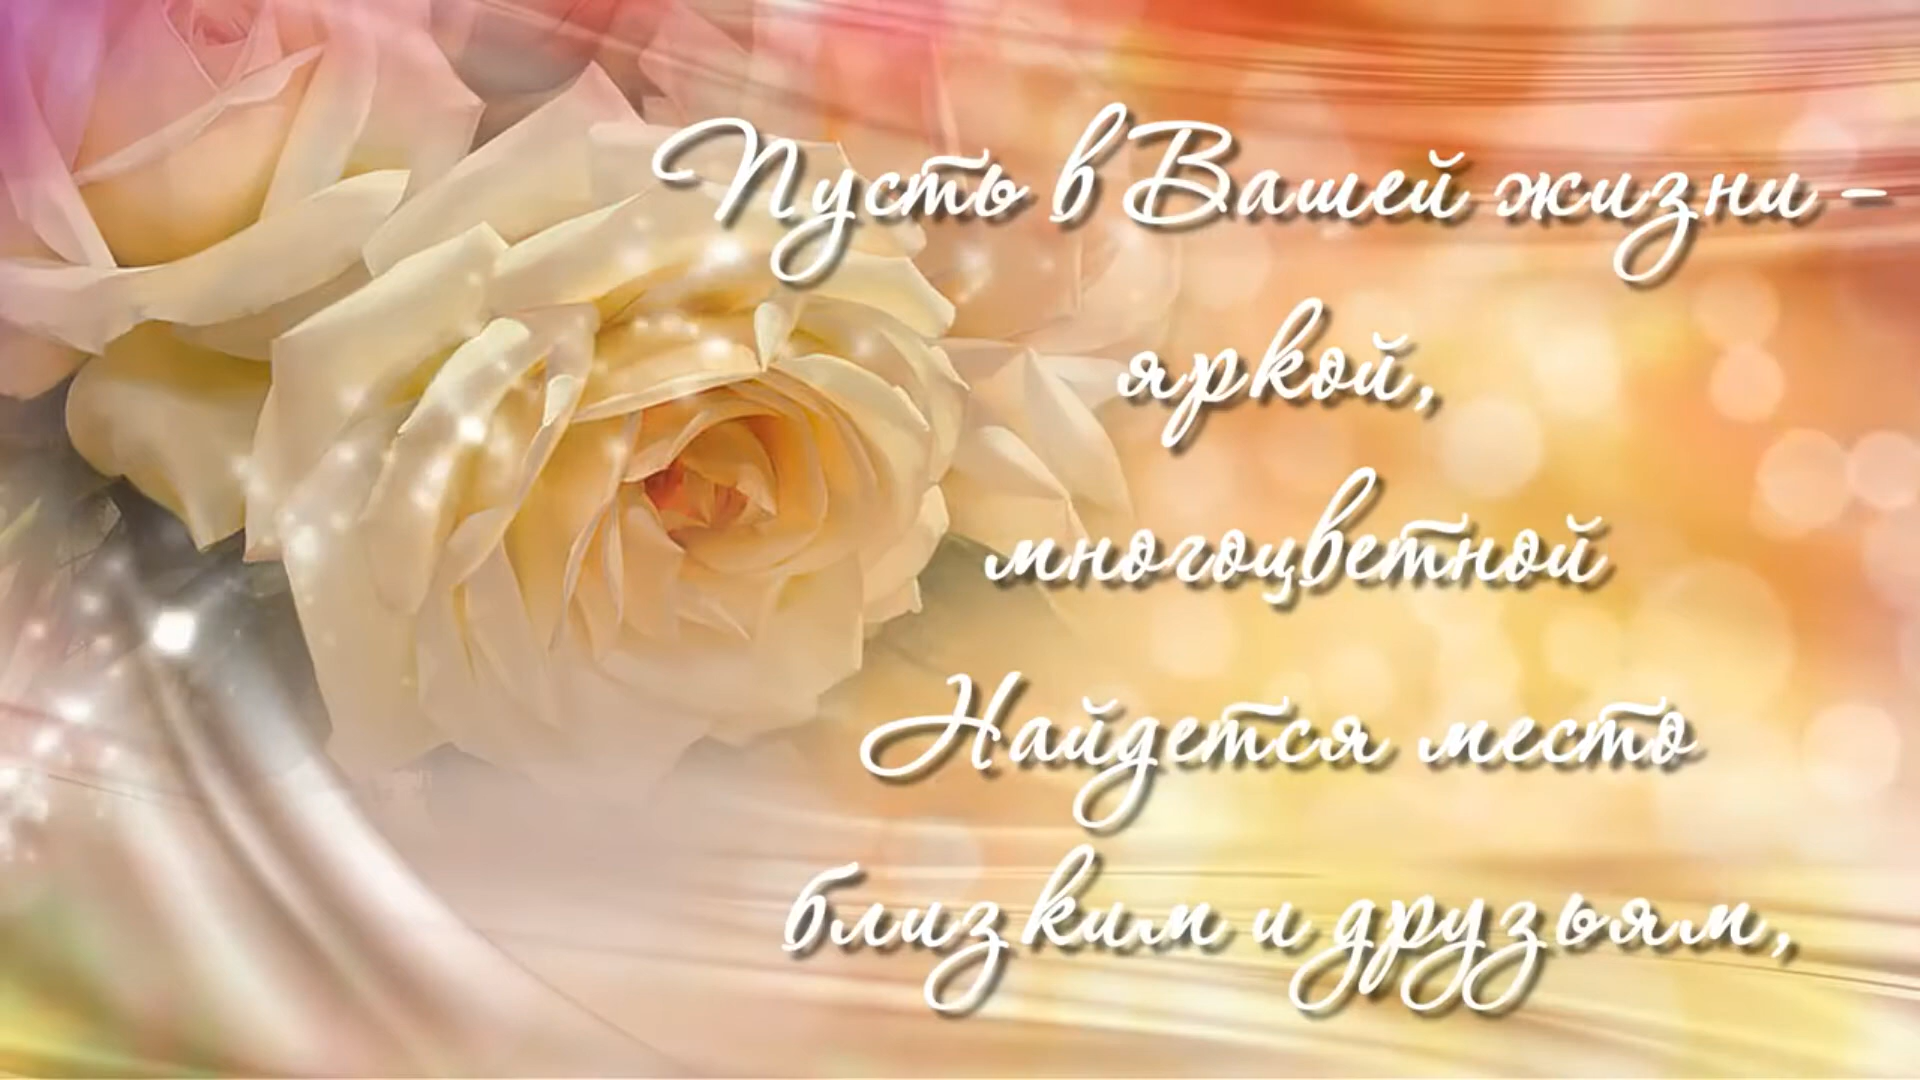 Пусть в Вашей жизни -
яркой,
многоцветной
Найдется место
близким и друзьям,